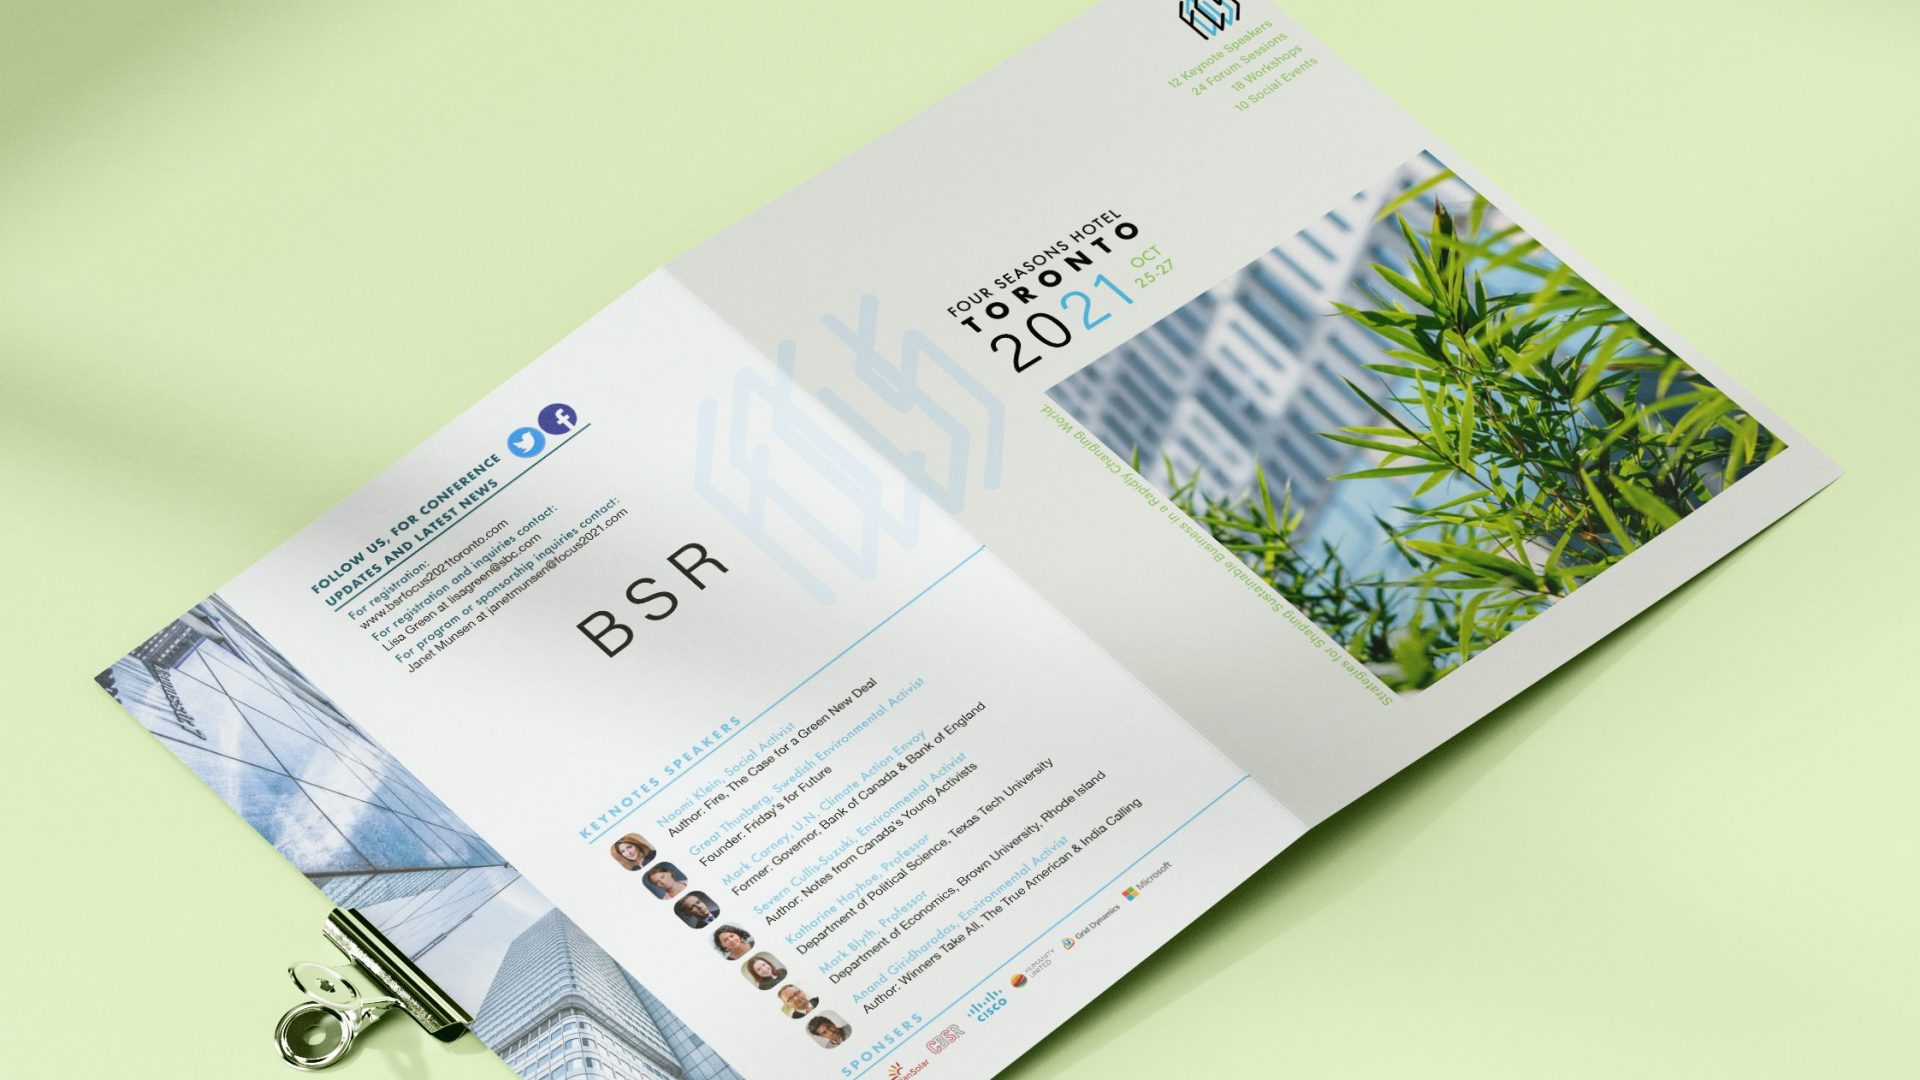 12 Keynote Speakers
24 Forum Sessions
18 Workshops
10 Social Events
FOUR SEASONS HOTEL
TORONTO
2021
OCT
25-27
Strategies for Shaping Sustainable Business In a Rapidly Changing World.
FOLLOW US, FOR CONFERENCE
UPDATES AND LATEST NEWS
For registration:
www.bsrfocus2021toronto.com
For registration and inquiries contact:
Lisa Green at lisagreen@sbc.com
For program or sponsorship inquiries contact:
Janet Munsen at janetmunsen@focus2021.com
BSR
KEYNOTES SPEAKERS
Naomi Klein, Social Activist
Author: Fire, The Case for a Green New Deal
Great Thunberg, Swedish Environmental Activist
Founder: Friday's for Future
Mark Carney, U.N. Climate Action Envoy
Former: Governor, Bank of Canada & Bank of England
Severn Cullis-Suzuki, Environmental Activist
Author: Notes from Canada's Young Activists
Katharine Hayhoe, Professor
Department of Political Science, Texas Tech University
Mark Blyth, Professor
Department of Economics, Brown University, Rhode Island
Anand Giridharadas, Environmental Activist
Author: Winners Take All, The True American & India Calling
SPONSERS
CBSR
CISCO
HUMANITY
UNITED
Grid Dynamics
Microsoft